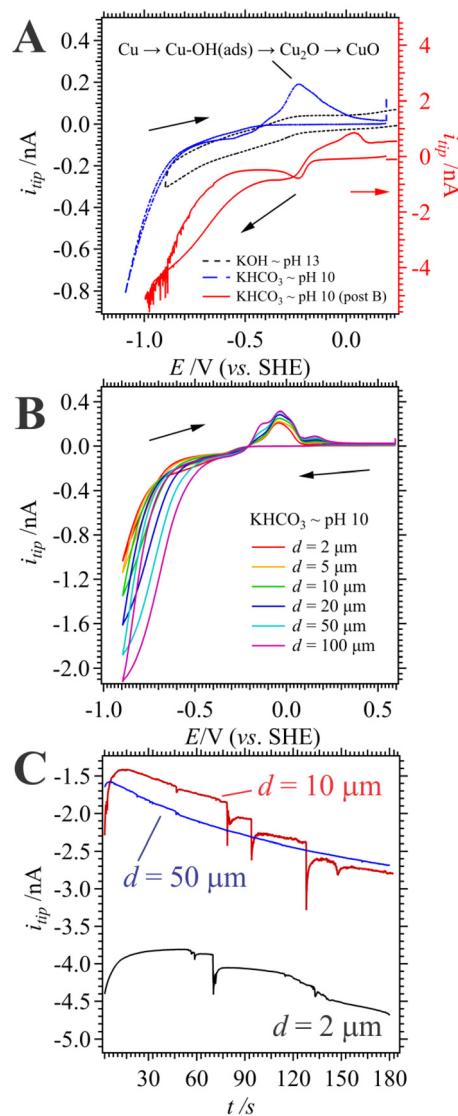 A
Cu → Cu-OH(ads) → Cu₂O → CuO
0.4
0.2
0.0
-0.2
-0.4
-0.6
-0.8
i_tip /nA
4
2
0
-2
-4
i_tip /nA
KOH ~ pH 13
KHCO₃ ~ pH 10
KHCO₃ ~ pH 10 (post B)
-1.0 -0.5 0.0
E /V (vs. SHE)
B
0.4
0.0
-0.4
-0.8
-1.2
-1.6
-2.0
i_tip /nA
KHCO₃ ~ pH 10
d = 2 μm
d = 5 μm
d = 10 μm
d = 20 μm
d = 50 μm
d = 100 μm
-1.0 -0.5 0.0 0.5
E/V (vs. SHE)
C
-1.5
-2.0
-2.5
-3.0
-3.5
-4.0
-4.5
-5.0
i_tip /nA
d = 10 μm
d = 50 μm
d = 2 μm
30 60 90 120 150 180
t /s